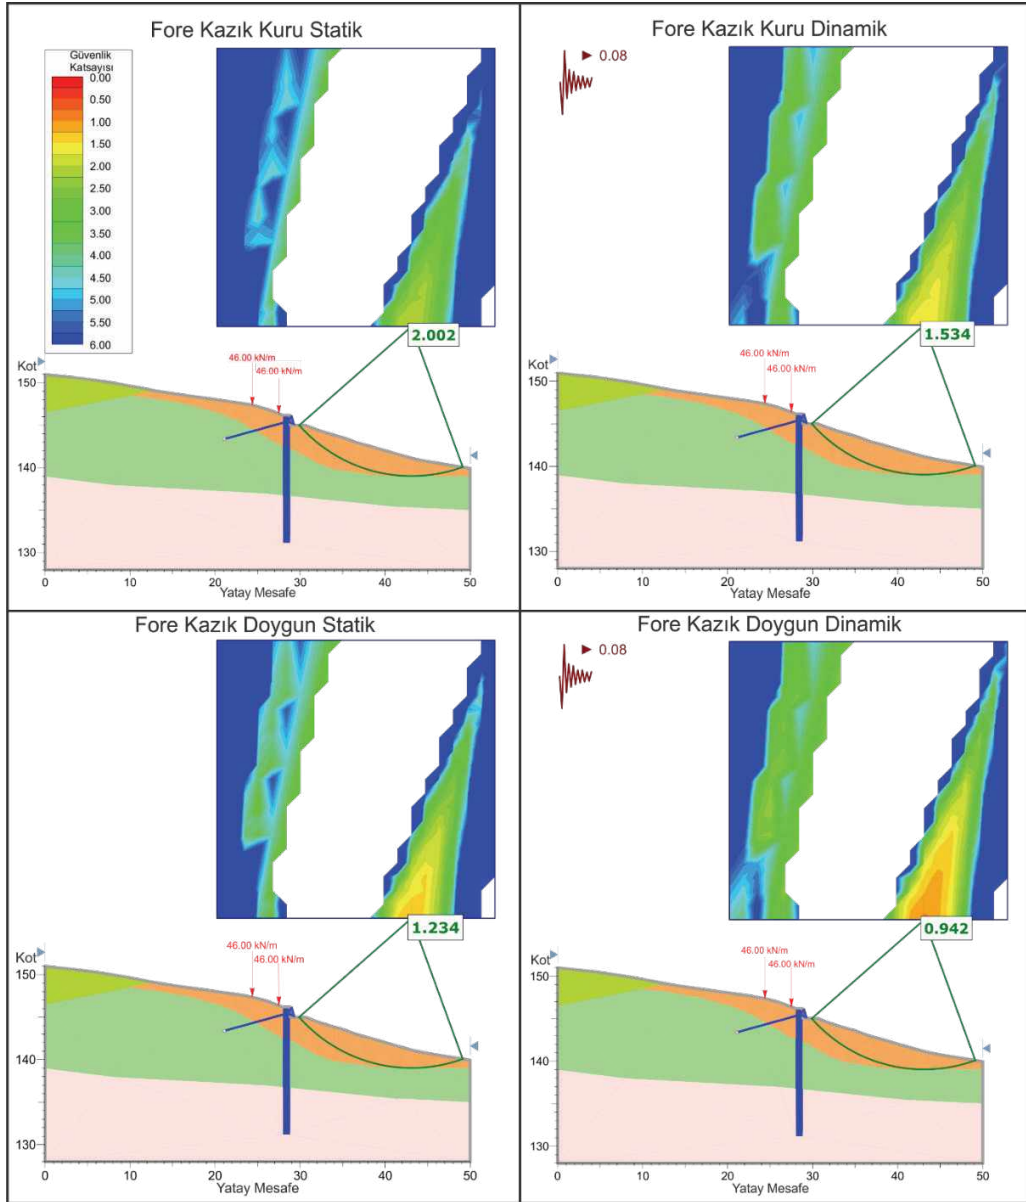 Fore Kazık Kuru Statik
Güvenlik
Katsayısı
0.00
0.50
1.00
1.50
2.00
2.50
3.00
3.50
4.00
4.50
5.00
5.50
6.00
2.002
46.00 kN/m
46.00 kN/m
Kot
150
140
130
0 10 20 30 40 50
Yatay Mesafe
Fore Kazık Kuru Dinamik
0.08
1.534
46.00 kN/m
46.00 kN/m
Kot
150
140
130
0 10 20 30 40 50
Yatay Mesafe
Fore Kazık Doygun Statik
1.234
46.00 kN/m
46.00 kN/m
Kot
150
140
130
0 10 20 30 40 50
Yatay Mesafe
Fore Kazık Doygun Dinamik
0.08
0.942
46.00 kN/m
46.00 kN/m
Kot
150
140
130
0 10 20 30 40 50
Yatay Mesafe